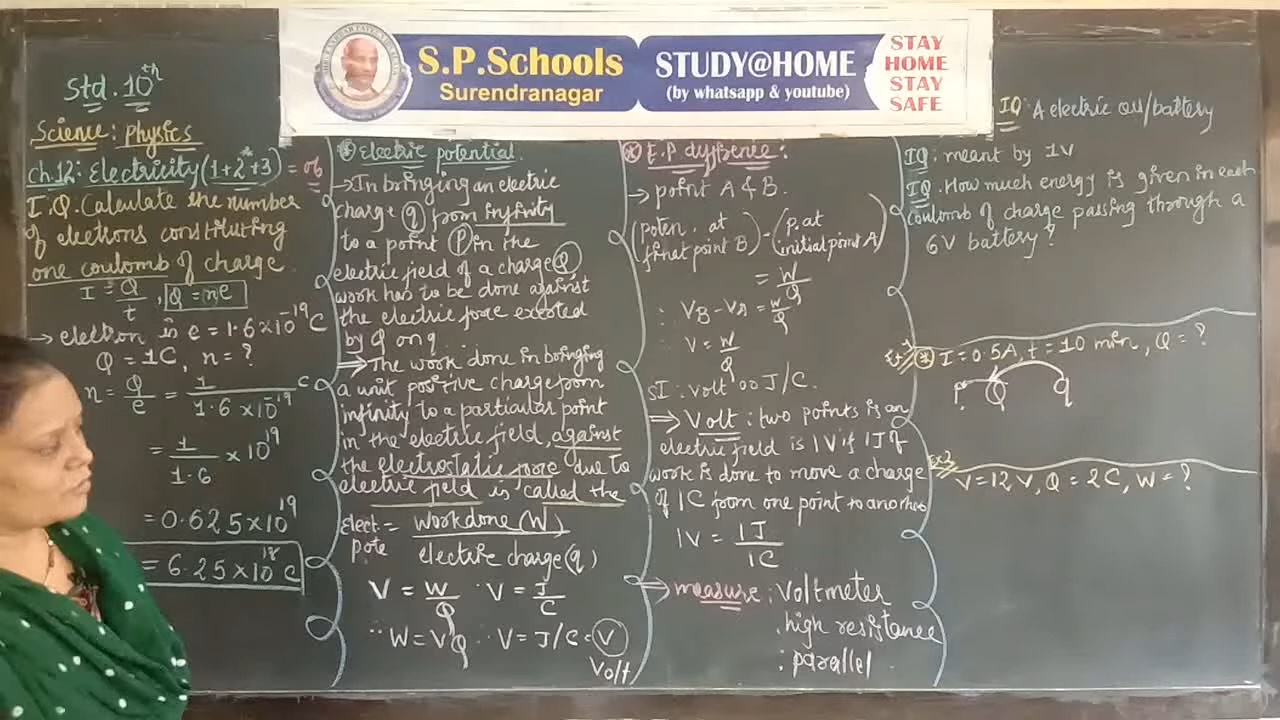 S.P.Schools
Surendranagar
STUDY@HOME
(by whatsapp & youtube)
STAY
HOME
STAY
SAFE
Std. 10th
Science: Physics
ch.12: Electricity (1+2*+3) = 06
I.Q. Calculate the number
of electrons constituting
one coulomb of charge.
I = Q/t , Q = ne
→ electron is e = 1.6×10⁻¹⁹ C
Q = 1C, n = ?
n = Q/e = 1/1.6×10⁻¹⁹ C
= 1/1.6 × 10¹⁹
= 0.625×10¹⁹
= 6.25×10¹⁸ C
* Electric potential.
→ In bringing an electric
charge q from infinity
to a point P in the
electric field of a charge Q
work has to be done against
the electric force exerted
by Q on q.
⇒ The work done in bringing
a unit positive charge from
infinity to a particular point
in the electric field, against
the electrostatic force due to
electric field is called the
Elect. pote = work done (W)/electric charge (q)
V = W/Q ∴ V = J/C
∴ W = VQ ∴ V = J/C = V
Volt
* E.P difference:
→ point A & B.
(poten. at final point B) - (p. at initial point A)
= W/Q
∴ VB - VA = W/Q
∴ V = W/Q
SI: volt or J/C.
⇒ Volt: two points is an
electric field is 1V if 1J of
work is done to move a charge
of 1C from one point to another
1V = 1J/1C
⇒ measure: Voltmeter
. high resistance
: parallel
IQ: A electric cell/battery
IQ: meant by 1V
IQ. How much energy is given in each
coulomb of charge passing through a
6V battery?
Ex-1 * I = 0.5A, t = 10 min, Q = ?
P Q q
Ex-2 V = 12 V, Q = 2 C, W = ?